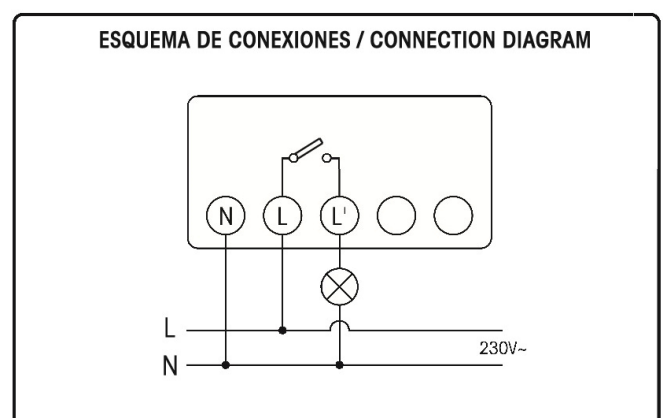 ESQUEMA DE CONEXIONES / CONNECTION DIAGRAM
N L L'
L
230V~
N